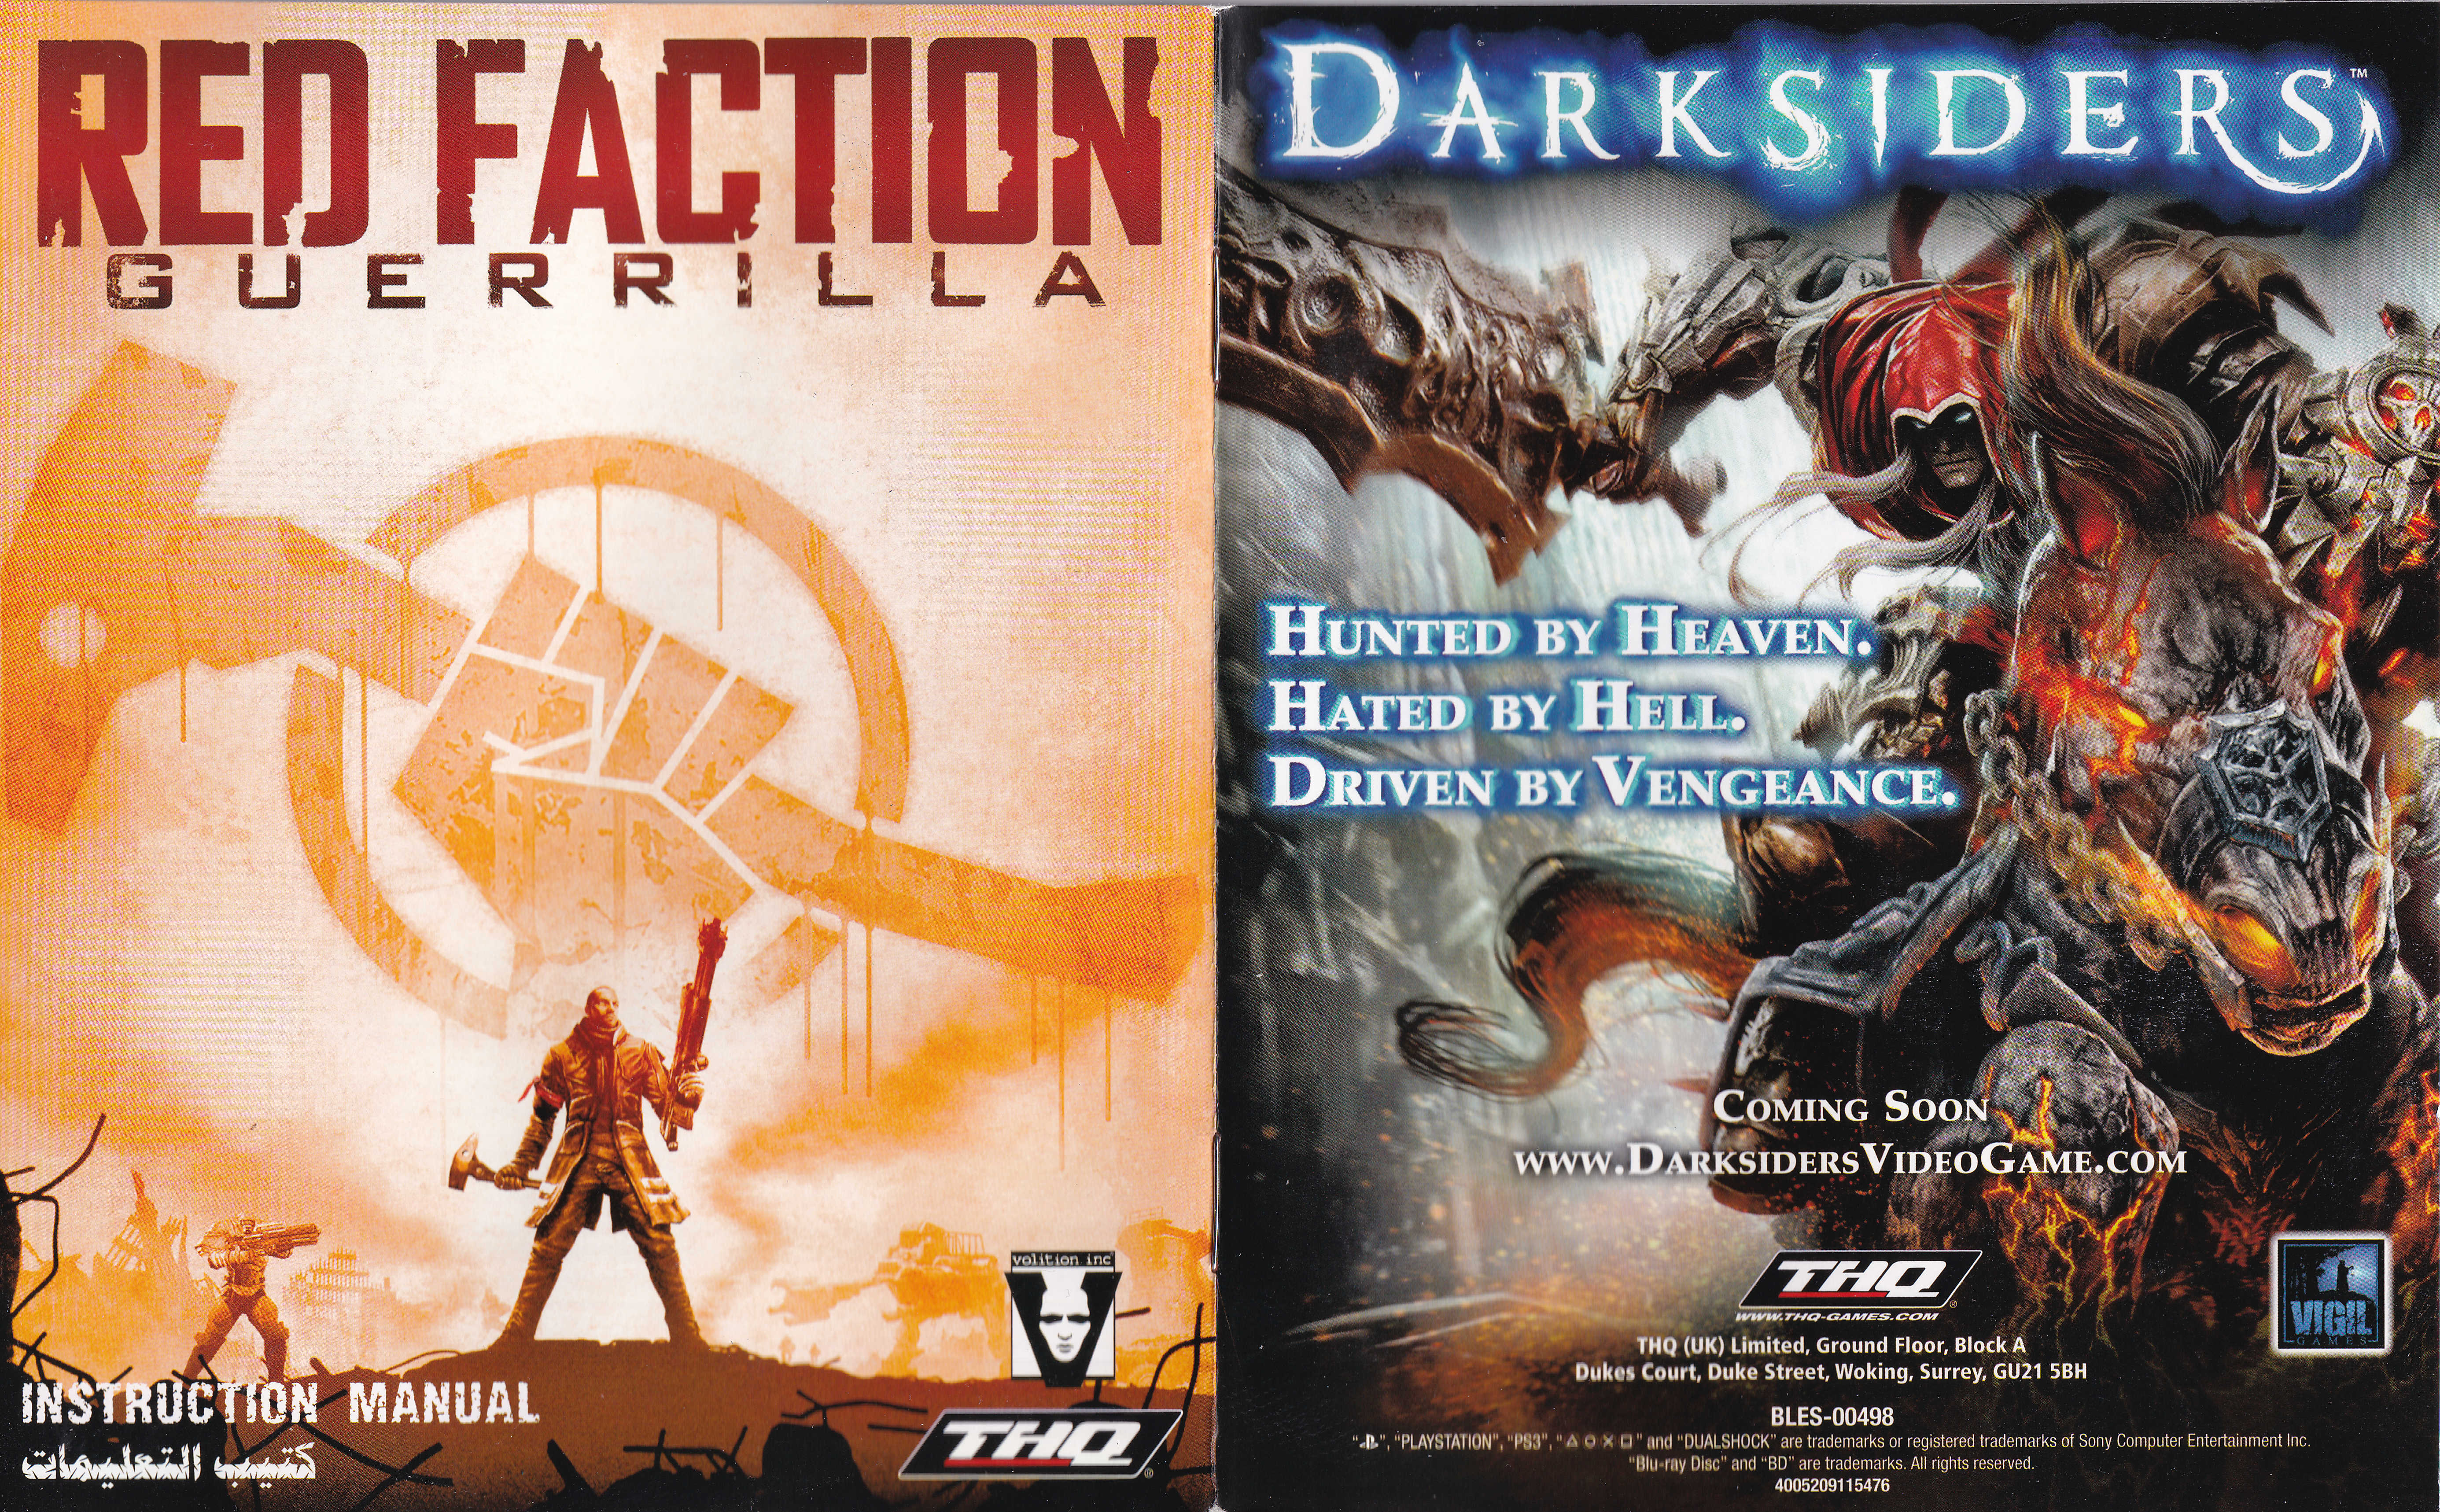 RED FACTION
GUERRILLA
volition inc
INSTRUCTION MANUAL
كتيب التعليمات
THQ®
DARKSIDERS™
HUNTED BY HEAVEN.
HATED BY HELL.
DRIVEN BY VENGEANCE.
COMING SOON
WWW.DARKSIDERSVIDEOGAME.COM
THQ®
WWW.THQ-GAMES.COM
VIGIL
GAMES
THQ (UK) Limited, Ground Floor, Block A
Dukes Court, Duke Street, Woking, Surrey, GU21 5BH
BLES-00498
“ ”, “PLAYSTATION”, “PS3”, “△○✕□” and “DUALSHOCK” are trademarks or registered trademarks of Sony Computer Entertainment Inc.
“Blu-ray Disc” and “BD” are trademarks. All rights reserved.
4005209115476